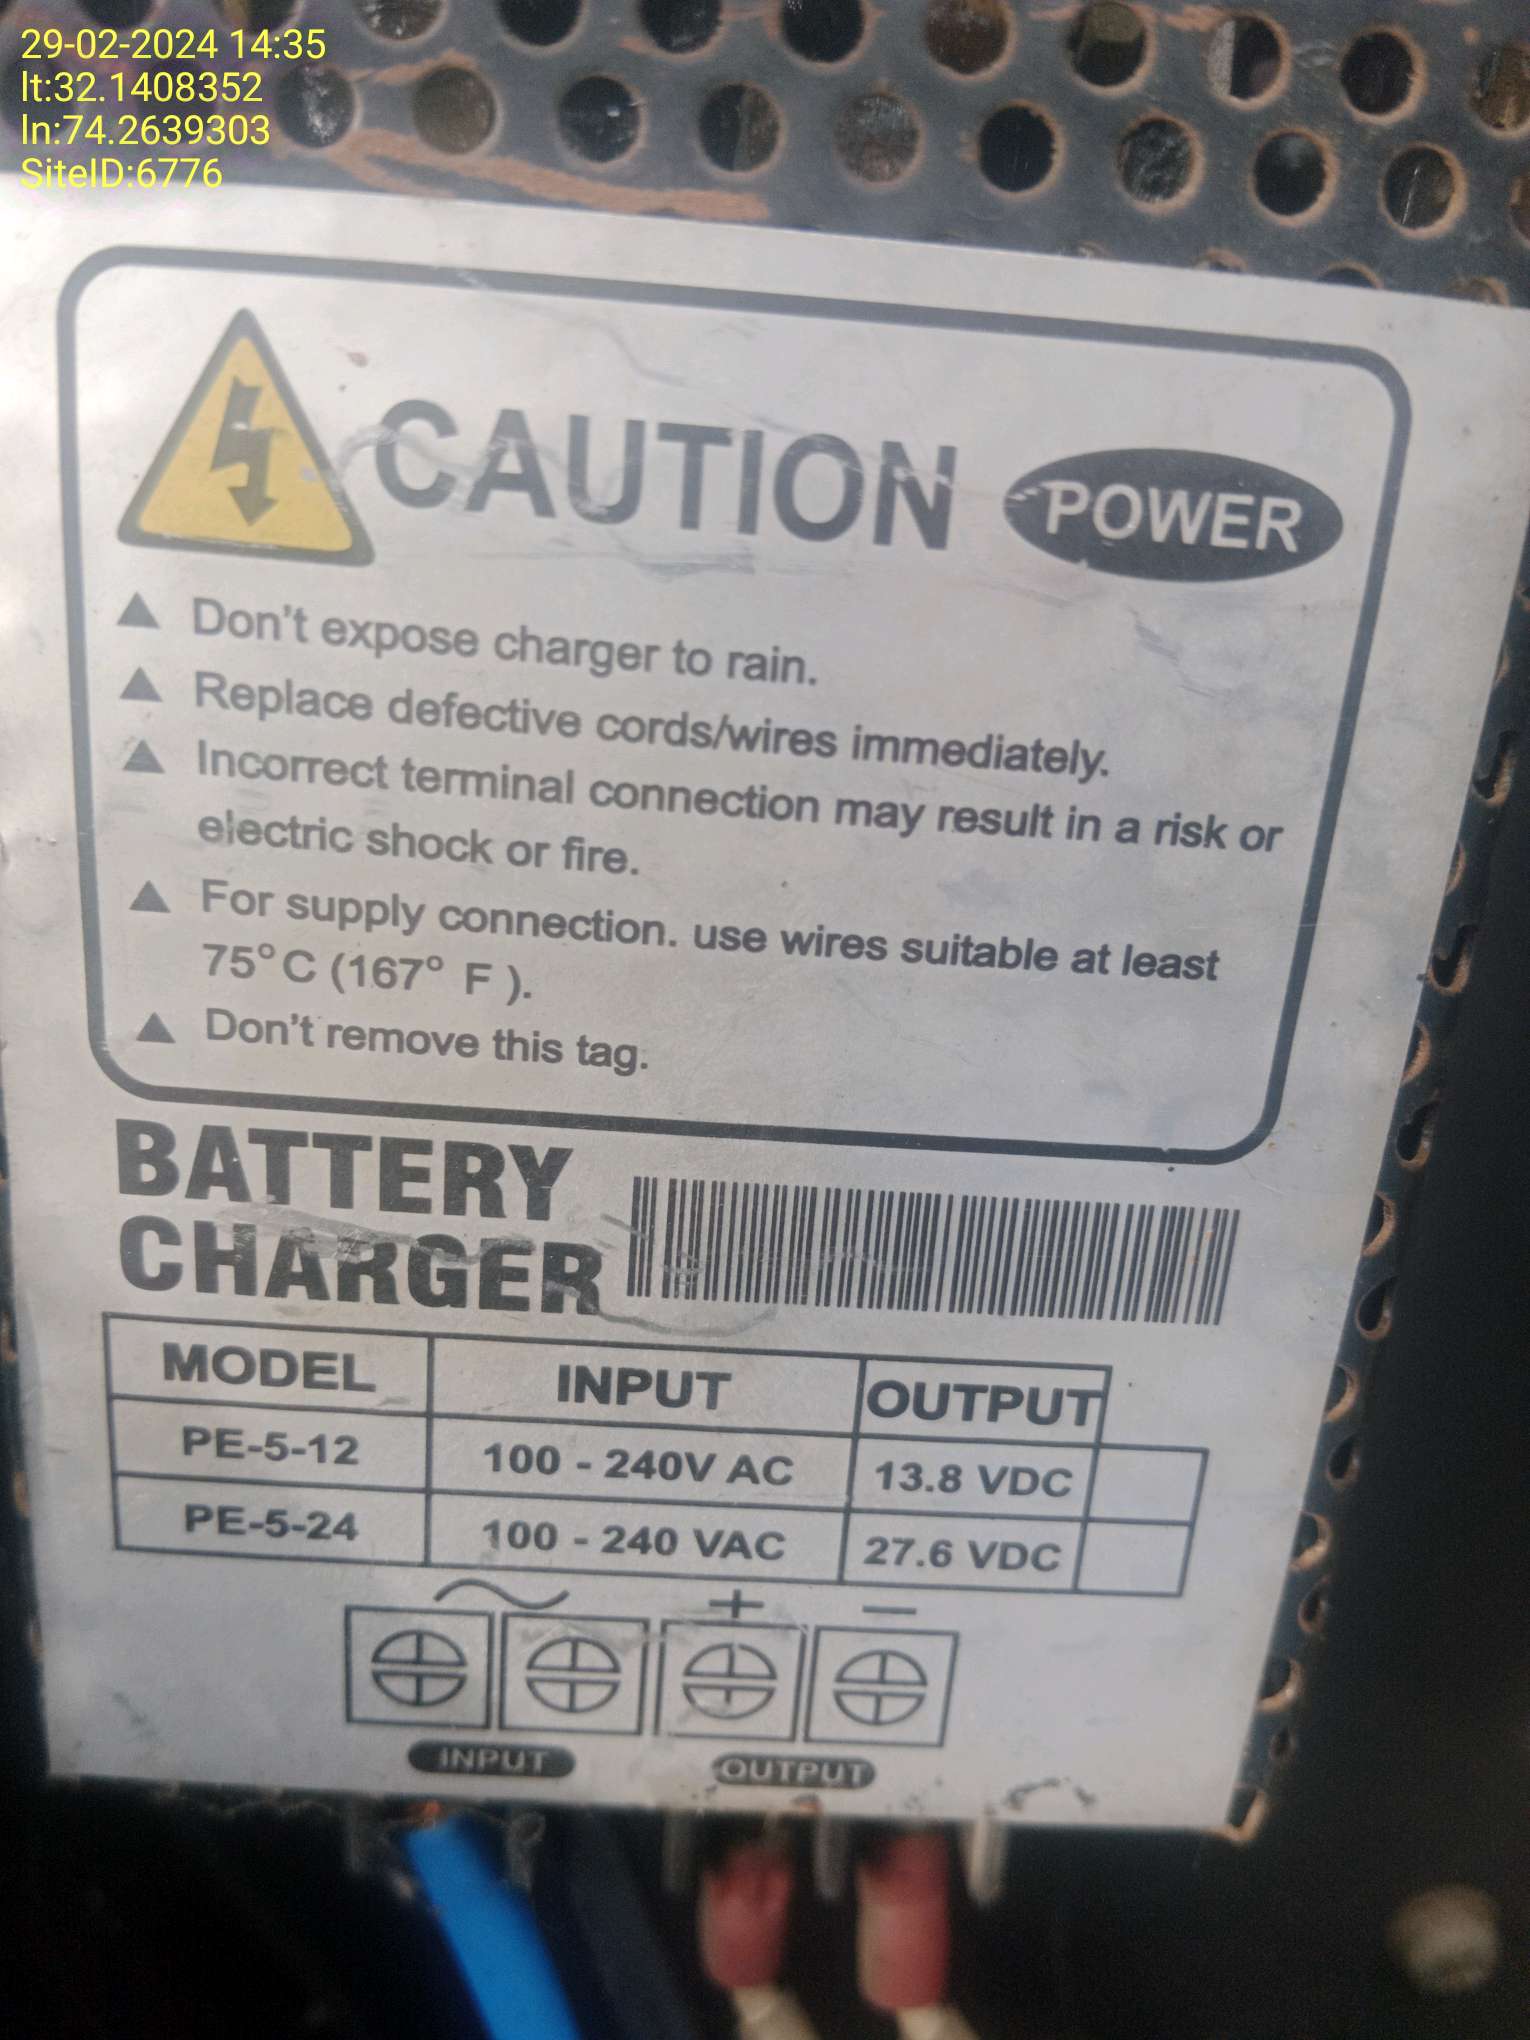 29-02-2024 14:35
lt:32.1408352
ln:74.2639303
SiteID:6776
CAUTION POWER
▲ Don't expose charger to rain.
▲ Replace defective cords/wires immediately.
▲ Incorrect terminal connection may result in a risk or
electric shock or fire.
▲ For supply connection. use wires suitable at least
75°C (167° F ).
▲ Don't remove this tag.
BATTERY
CHARGER
MODEL INPUT OUTPUT
PE-5-12 100 - 240V AC 13.8 VDC
PE-5-24 100 - 240 VAC 27.6 VDC
~ + −
INPUT OUTPUT